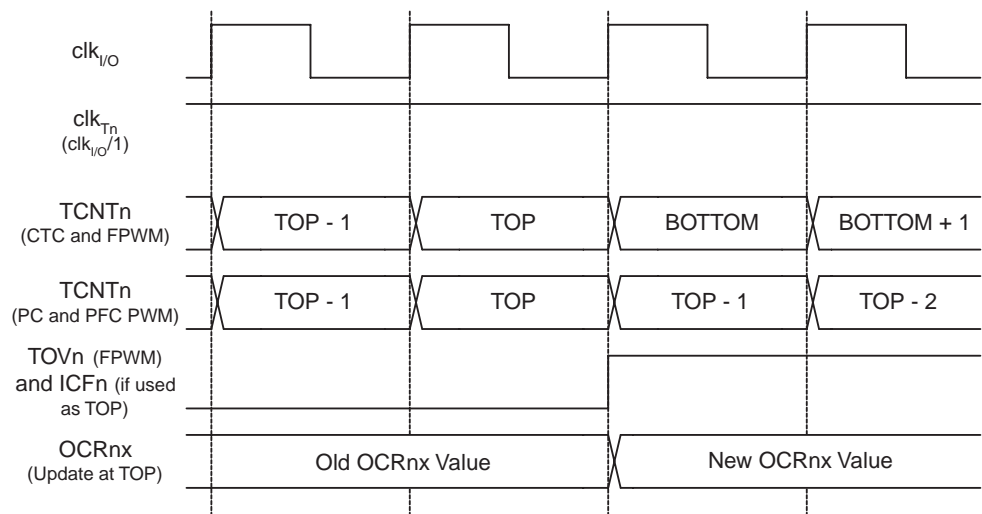 clkI/O
clkTn
(clkI/O/1)
TCNTn
(CTC and FPWM)
TOP - 1
TOP
BOTTOM
BOTTOM + 1
TCNTn
(PC and PFC PWM)
TOP - 1
TOP
TOP - 1
TOP - 2
TOVn (FPWM)
and ICFn (if used
as TOP)
OCRnx
(Update at TOP)
Old OCRnx Value
New OCRnx Value